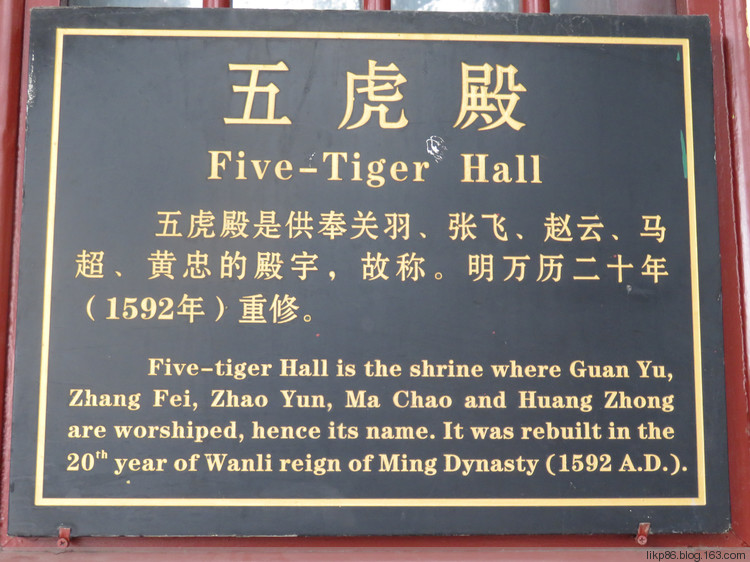 五虎殿
Five-Tiger Hall
五虎殿是供奉关羽、张飞、赵云、马
超、黄忠的殿宇，故称。明万历二十年
（1592年）重修。
Five-tiger Hall is the shrine where Guan Yu,
Zhang Fei, Zhao Yun, Ma Chao and Huang Zhong
are worshiped, hence its name. It was rebuilt in the
20th year of Wanli reign of Ming Dynasty (1592 A.D.).
likp86.blog.163.com